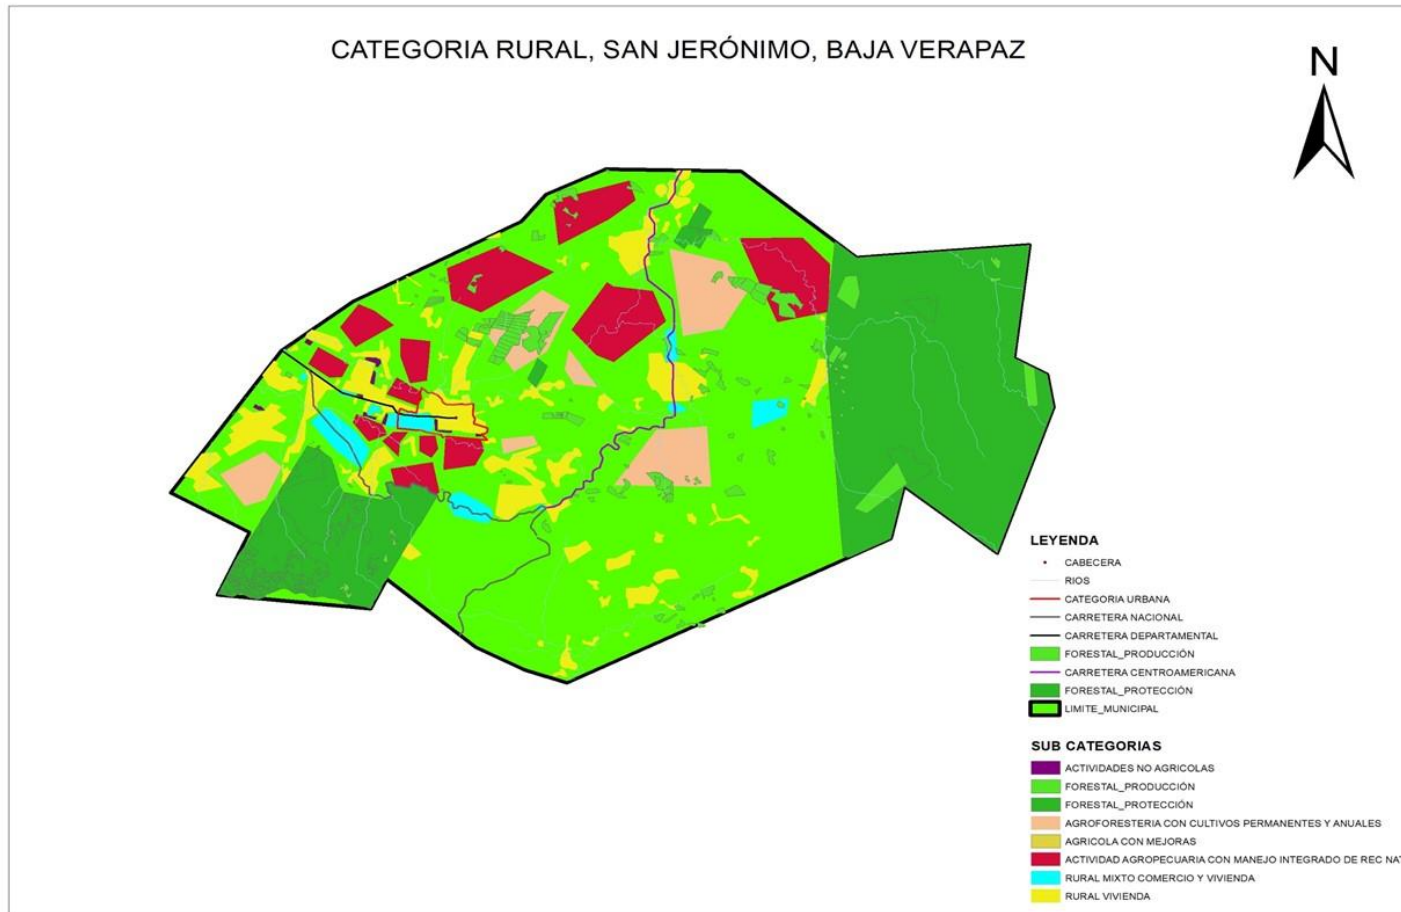 CATEGORIA RURAL, SAN JERÓNIMO, BAJA VERAPAZ
N
LEYENDA
CABECERA
RIOS
CATEGORIA URBANA
CARRETERA NACIONAL
CARRETERA DEPARTAMENTAL
FORESTAL_PRODUCCIÓN
CARRETERA CENTROAMERICANA
FORESTAL_PROTECCIÓN
LIMITE_MUNICIPAL
SUB CATEGORIAS
ACTIVIDADES NO AGRICOLAS
FORESTAL_PRODUCCIÓN
FORESTAL_PROTECCIÓN
AGROFORESTERIA CON CULTIVOS PERMANENTES Y ANUALES
AGRICOLA CON MEJORAS
ACTIVIDAD AGROPECUARIA CON MANEJO INTEGRADO DE REC NAT
RURAL MIXTO COMERCIO Y VIVIENDA
RURAL VIVIENDA